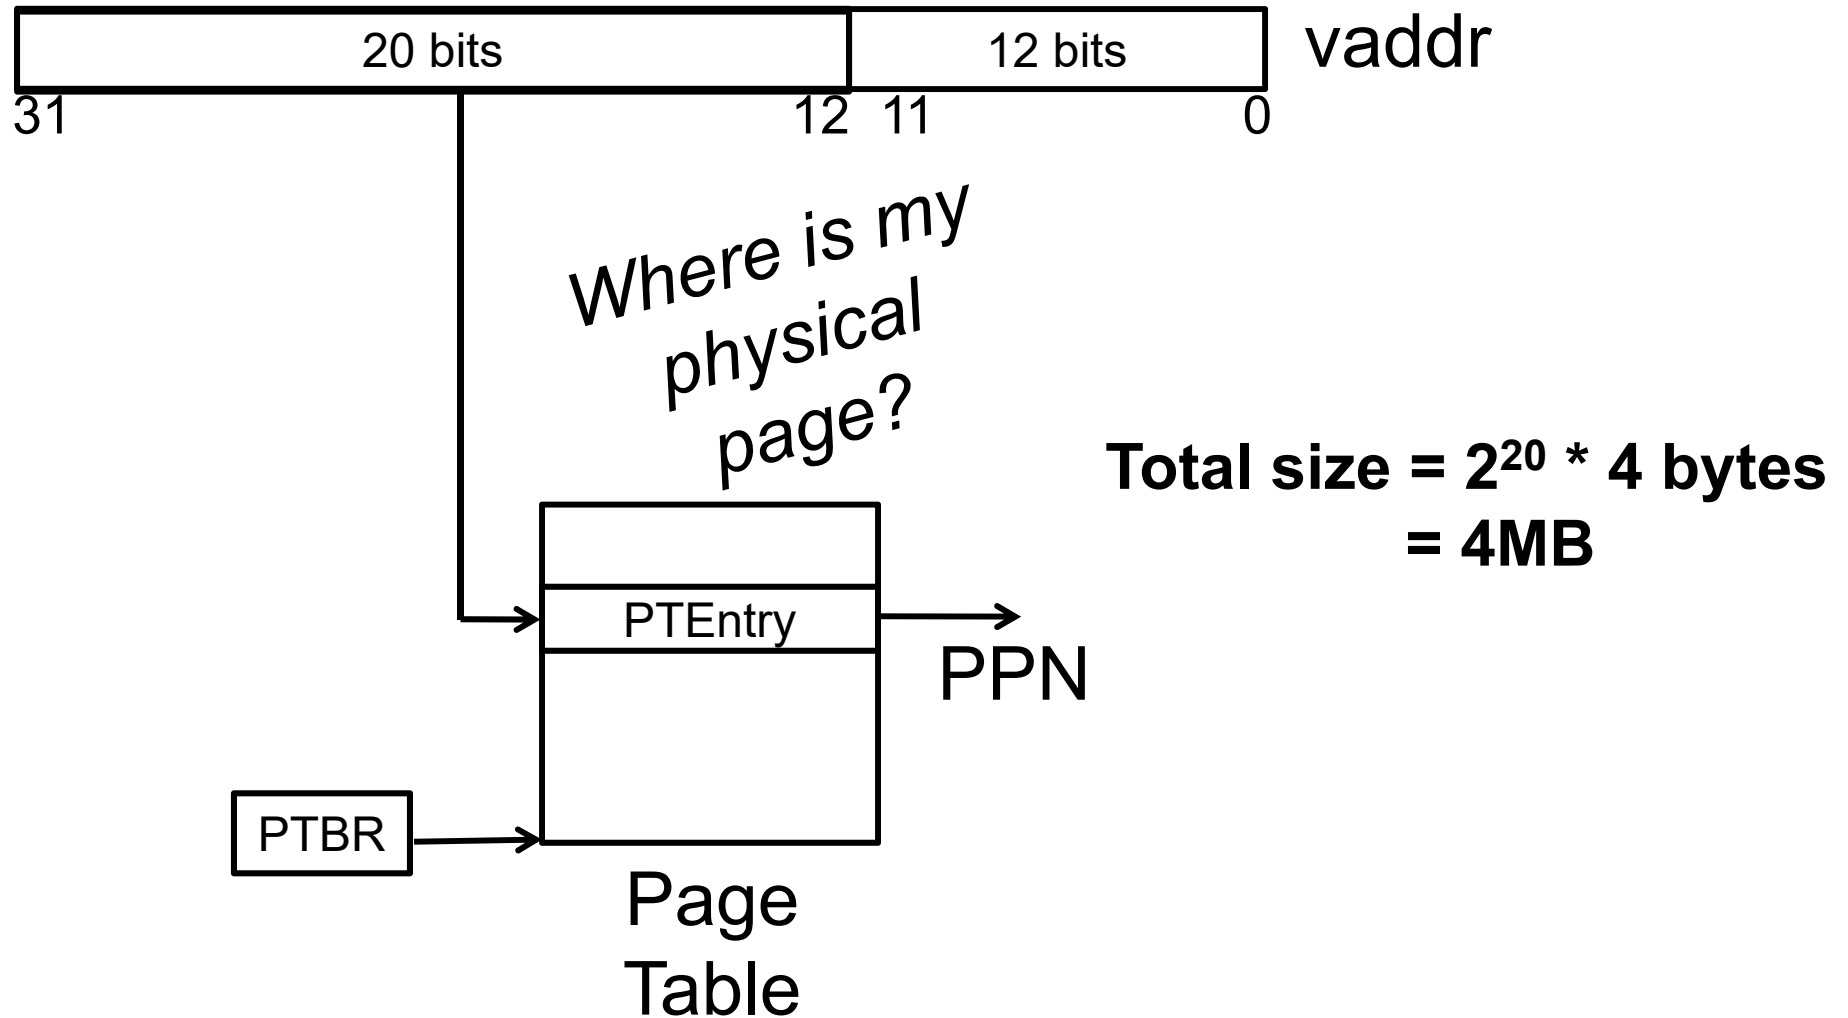 20 bits
12 bits
vaddr
31
12
11
0
Where is my
physical
page?
Total size = 2²⁰ * 4 bytes
= 4MB
PTEntry
PPN
PTBR
Page
Table